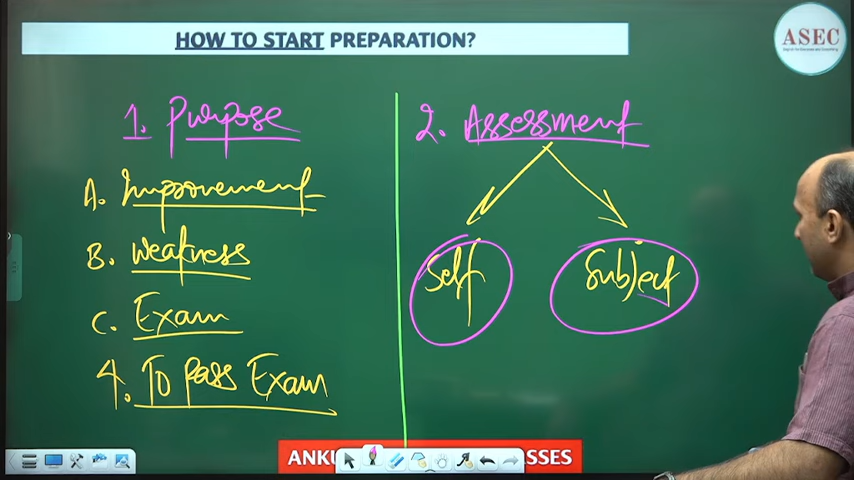 HOW TO START PREPARATION?
ASEC
1. Purpose
A. Improvement
B. Weakness
C. Exam
4. To Pass Exam
2. Assessment
Self
Subject
ANKU
SSES